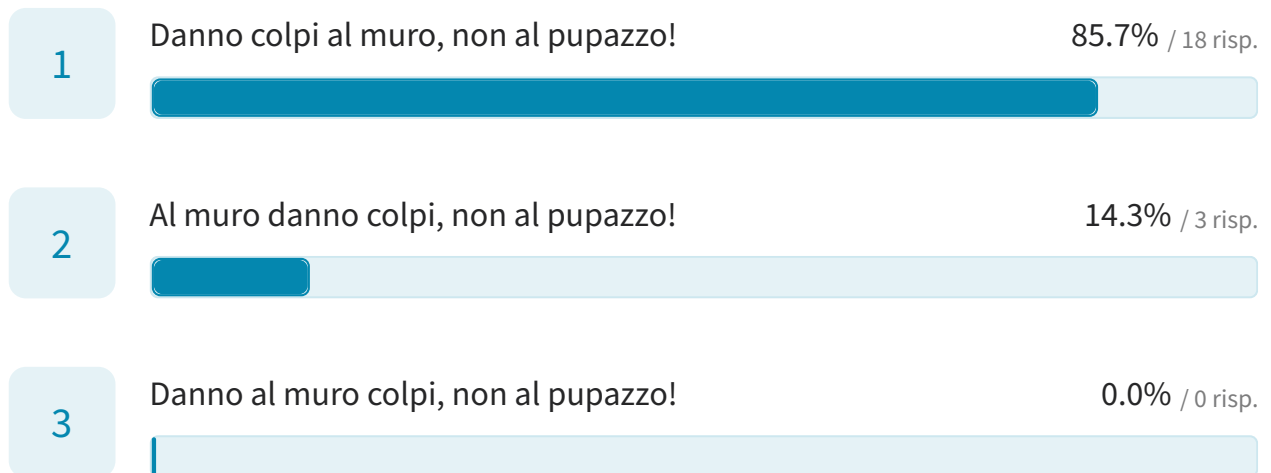 1 Danno colpi al muro, non al pupazzo! 85.7% / 18 risp.
2 Al muro danno colpi, non al pupazzo! 14.3% / 3 risp.
3 Danno al muro colpi, non al pupazzo! 0.0% / 0 risp.